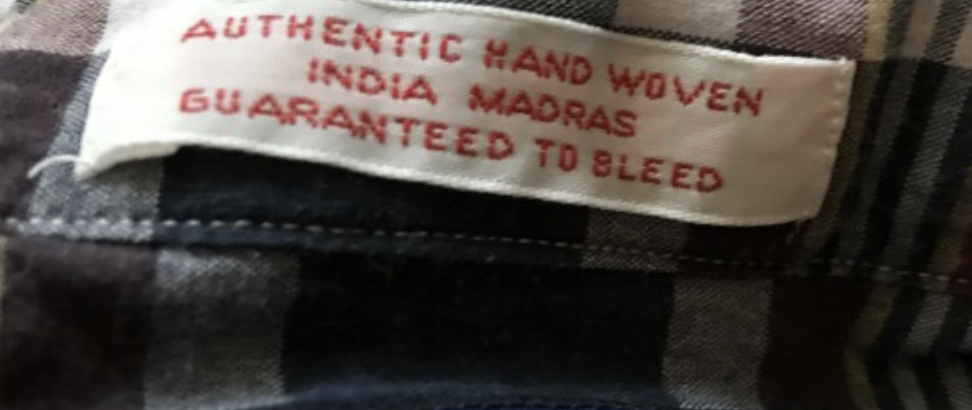 AUTHENTIC HAND WOVEN
INDIA MADRAS
GUARANTEED TO BLEED